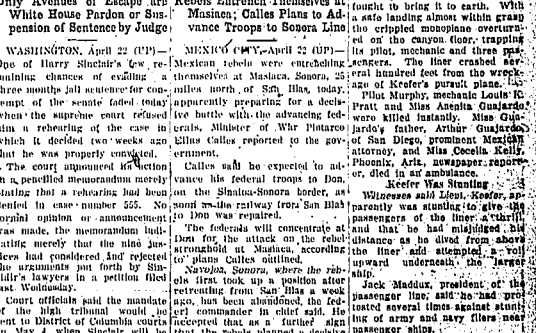 Only Avenues of Escape are
White House Pardon or Sus-
pension of Sentence by Judge
WASHINGTON, April 22 (UP)—
One of Harry Sinclair's few re-
maining chances of evading a
three months jail sentence for con-
tempt of the senate faded today
when the supreme court refused
him a rehearing of the case in
which it decided two weeks ago
that he was properly convicted.
The court announced its action
in a penciled memorandum merely
stating that a rehearing had been
denied in case number 555. No
formal opinion or announcement
was made, the memorandum indi-
cating merely that the nine jus-
tices had considered and rejected
the arguments put forth by Sin-
clair's lawyers in a petition filed
last Wednesday.
Court officials said the mandate
of the high tribunal would be
sent to District of Columbia courts
May 4 when Sinclair will be
Rebels Entrench Themselves at
Masiaca; Calles Plans to Ad-
vance Troops to Sonora Line
MEXICO CITY, April 22 (UP)—
Mexican rebels were entrenching
themselves at Masiaca, Sonora, 25
miles north of San Blas, today,
apparently preparing for a deci-
sive battle with the advancing fed-
erals, Minister of War Plutarco
Elias Calles reported to the gov-
ernment.
Calles said he expected to ad-
vance his federal troops to Don,
on the Sinaloa-Sonora border, as
soon as the railway from San Blas
to Don was repaired.
The federals will concentrate at
Don for the attack on the rebel
stronghold at Masiaca, according
to plans Calles outlined.
Navojoa, Sonora, where the reb-
els first took up a position after
retreating from San Blas a week
ago, has been abandoned, the fed-
eral commander in chief said. He
accepted that as a further sign
that the rebels planned a decisive
fought to bring it to earth. With
a safe landing almost within grasp
the crippled monoplane overturn-
ed on the canyon floor, trapping
its pilot, mechanic and three pas-
sengers. The liner crashed sev-
eral hundred feet from the wreck-
age of Keefer's pursuit plane.
Pilot Murphy, mechanic Louis
Pratt and Miss Anenita Guajardo
were killed instantly. Miss Gua-
jardo's father, Arthur Guajardo
of San Diego, prominent Mexican
attorney, and Miss Cecelia Kelly,
Phoenix, Ariz., newspaper report-
er, died in an ambulance.
Keefer Was Stunting
Witnesses said Lieut. Keefer, ap-
parently was stunting to give the
passengers of the liner a thrill
and that he had misjudged his
distance as he dived from above
the liner and attempted a roll
upward underneath the larger
ship.
Jack Maddux, president of the
passenger line, said he had pro-
tested several times against stunt-
ing of army and navy fliers near
passenger ships.